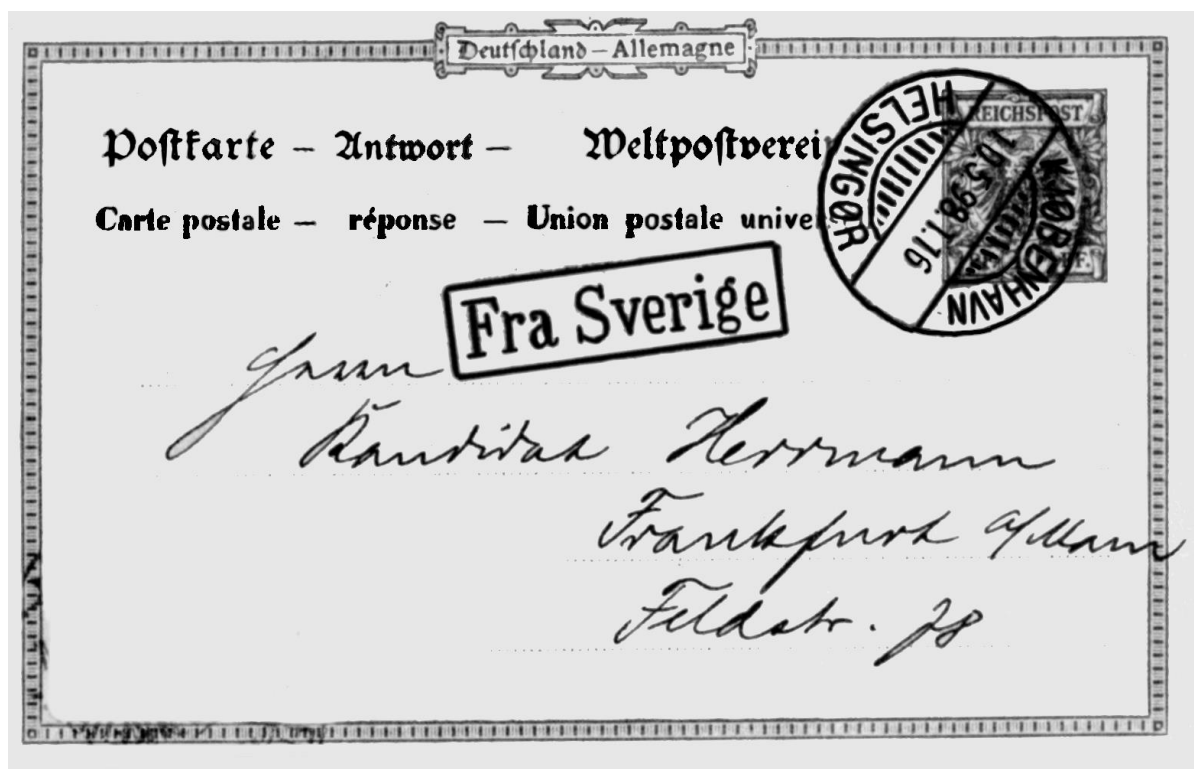 Deutschland – Allemagne
REICHSPOST
Postkarte – Antwort – Weltpostverei
Carte postale – réponse – Union postale univer
HELSINGØR
10.5.98. 1.T.16
KJØBENHAVN
Fra Sverige
Herrn
Kandidat Herrmann
Frankfurt a/Main
Feldstr. 78